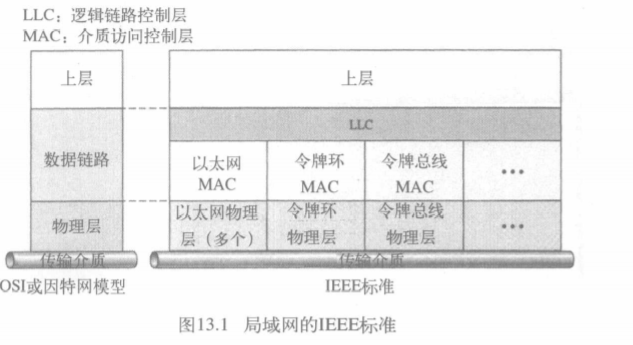 LLC：逻辑链路控制层
MAC：介质访问控制层
上层
上层
LLC
数据链路
以太网
MAC
令牌环
MAC
令牌总线
MAC
•••
物理层
以太网物理
层（多个）
令牌环
物理层
令牌总线
物理层
•••
传输介质
传输介质
OSI或因特网模型
IEEE标准
图13.1 局域网的IEEE标准